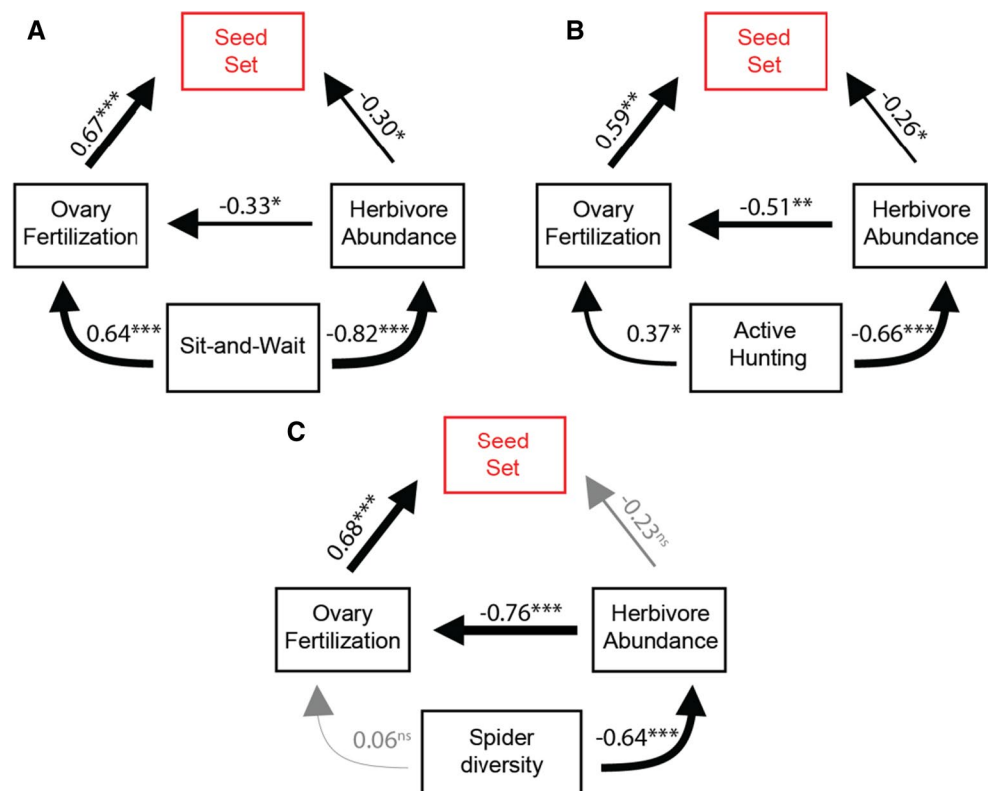 A
Seed
Set
0.67***
-0.30*
Ovary
Fertilization
-0.33*
Herbivore
Abundance
0.64***
Sit-and-Wait
-0.82***
B
Seed
Set
0.59**
-0.26*
Ovary
Fertilization
-0.51**
Herbivore
Abundance
0.37*
Active
Hunting
-0.66***
C
Seed
Set
0.68***
-0.23ns
Ovary
Fertilization
-0.76***
Herbivore
Abundance
0.06ns
Spider
diversity
-0.64***